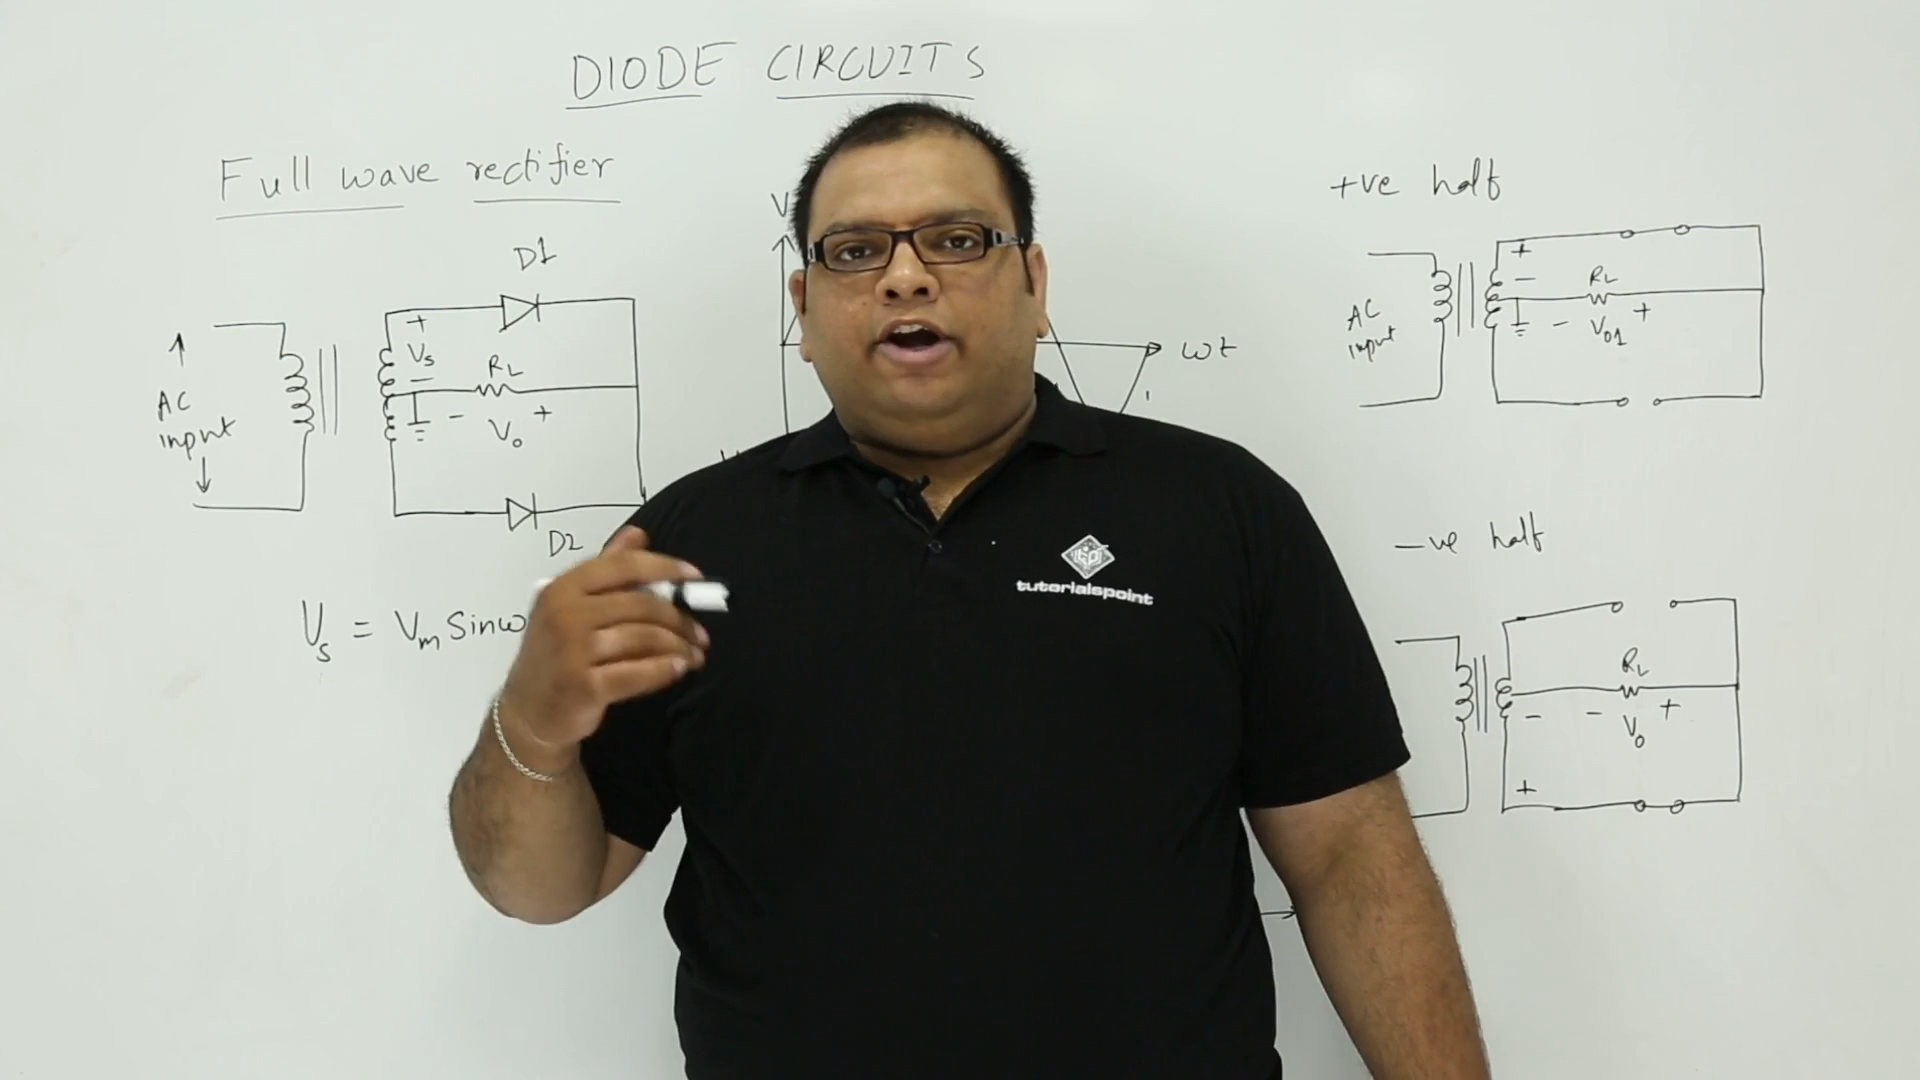 DIODE CIRCUITS
Full wave rectifier
D1
+
Vs
−
RL
− +
Vo
AC
input
D2
Vs = Vm Sinω
V
ωt
tutorialspoint
+ve half
+
−
RL
− +
Vo1
AC
input
−ve half
RL
− − +
Vo
+